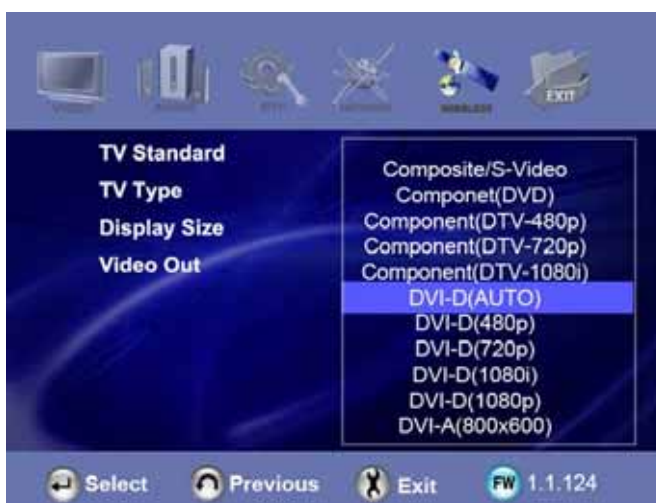 EXIT
TV Standard
TV Type
Display Size
Video Out
Composite/S-Video
Componet(DVD)
Component(DTV-480p)
Component(DTV-720p)
Component(DTV-1080i)
DVI-D(AUTO)
DVI-D(480p)
DVI-D(720p)
DVI-D(1080i)
DVI-D(1080p)
DVI-A(800x600)
Select Previous Exit FW 1.1.124